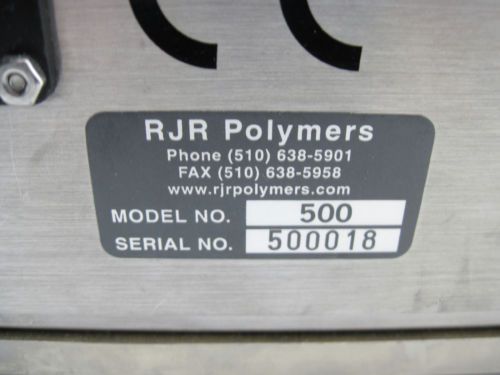 CE
RJR Polymers
Phone (510) 638-5901
FAX (510) 638-5958
www.rjrpolymers.com
MODEL NO. 500
SERIAL NO. 500018